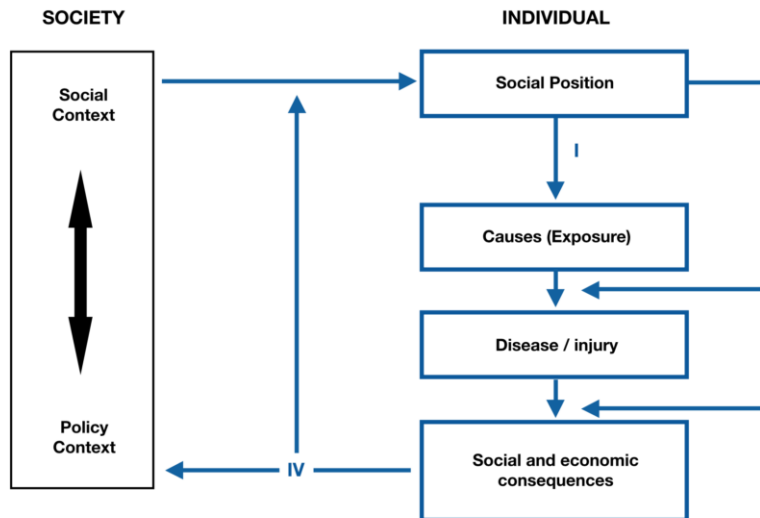 SOCIETY
INDIVIDUAL
Social
Context
Social Position
I
Causes (Exposure)
Disease / injury
Policy
Context
IV
Social and economic
consequences